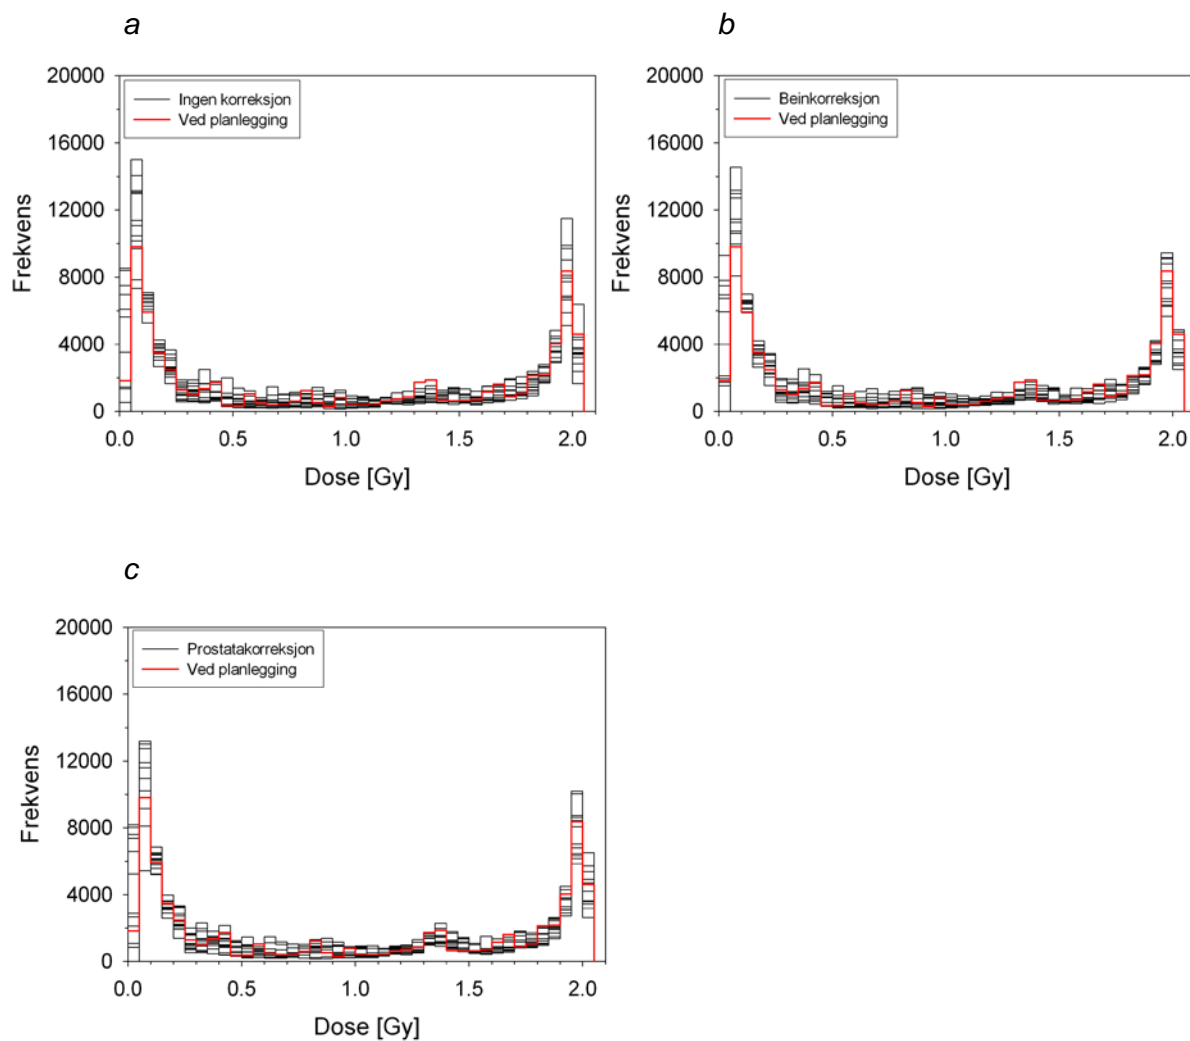 a
20000
16000
12000
8000
4000
0
Frekvens
Ingen korreksjon
Ved planlegging
0.0 0.5 1.0 1.5 2.0
Dose [Gy]
b
20000
16000
12000
8000
4000
0
Frekvens
Beinkorreksjon
Ved planlegging
0.0 0.5 1.0 1.5 2.0
Dose [Gy]
c
20000
16000
12000
8000
4000
0
Frekvens
Prostatakorreksjon
Ved planlegging
0.0 0.5 1.0 1.5 2.0
Dose [Gy]